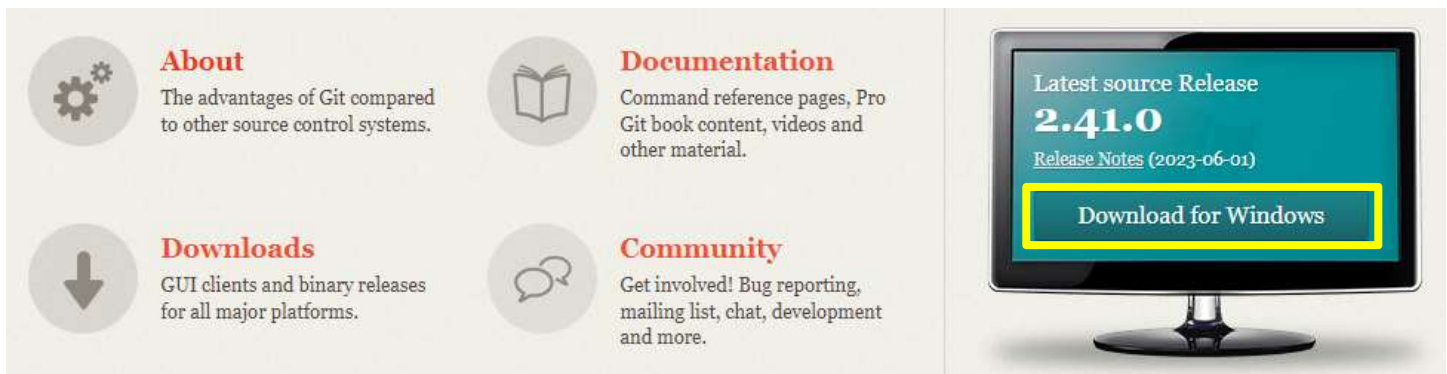 About
The advantages of Git compared
to other source control systems.
Documentation
Command reference pages, Pro
Git book content, videos and
other material.
Downloads
GUI clients and binary releases
for all major platforms.
Community
Get involved! Bug reporting,
mailing list, chat, development
and more.
Latest source Release
2.41.0
Release Notes (2023-06-01)
Download for Windows